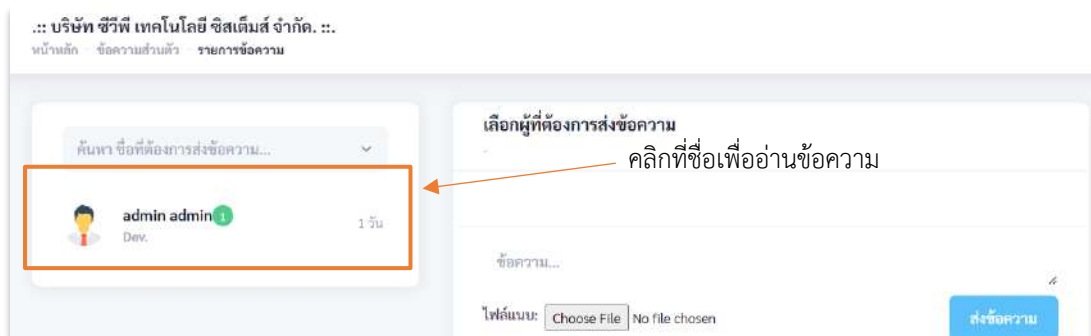 .:: บริษัท ซีวีพี เทคโนโลยี ซิสเต็มส์ จำกัด. ::.
หน้าหลัก - ข้อความส่วนตัว - รายการข้อความ
ค้นหา ชื่อที่ต้องการส่งข้อความ...
admin admin 1
Dev.
1 วัน
เลือกผู้ที่ต้องการส่งข้อความ
-
คลิกที่ชื่อเพื่ออ่านข้อความ
ข้อความ...
ไฟล์แนบ: Choose File No file chosen
ส่งข้อความ